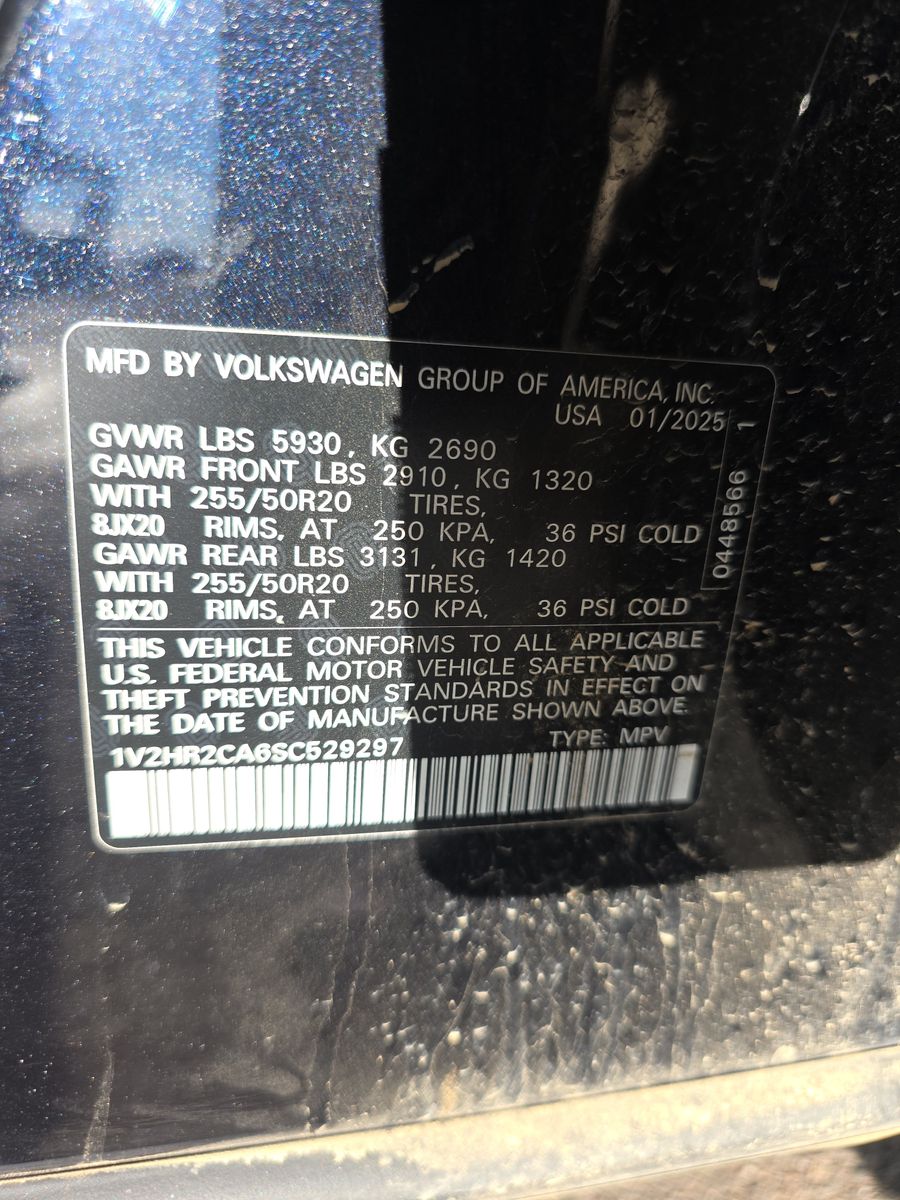 MFD BY VOLKSWAGEN GROUP OF AMERICA, INC.
USA 01/2025
GVWR LBS 5930, KG 2690
GAWR FRONT LBS 2910, KG 1320
WITH 255/50R20 TIRES,
8JX20 RIMS, AT 250 KPA, 36 PSI COLD
GAWR REAR LBS 3131, KG 1420
WITH 255/50R20 TIRES,
8JX20 RIMS, AT 250 KPA, 36 PSI COLD
THIS VEHICLE CONFORMS TO ALL APPLICABLE
U.S. FEDERAL MOTOR VEHICLE SAFETY AND
THEFT PREVENTION STANDARDS IN EFFECT ON
THE DATE OF MANUFACTURE SHOWN ABOVE.
1V2HR2CA6SC529297 TYPE: MPV
0448566 1